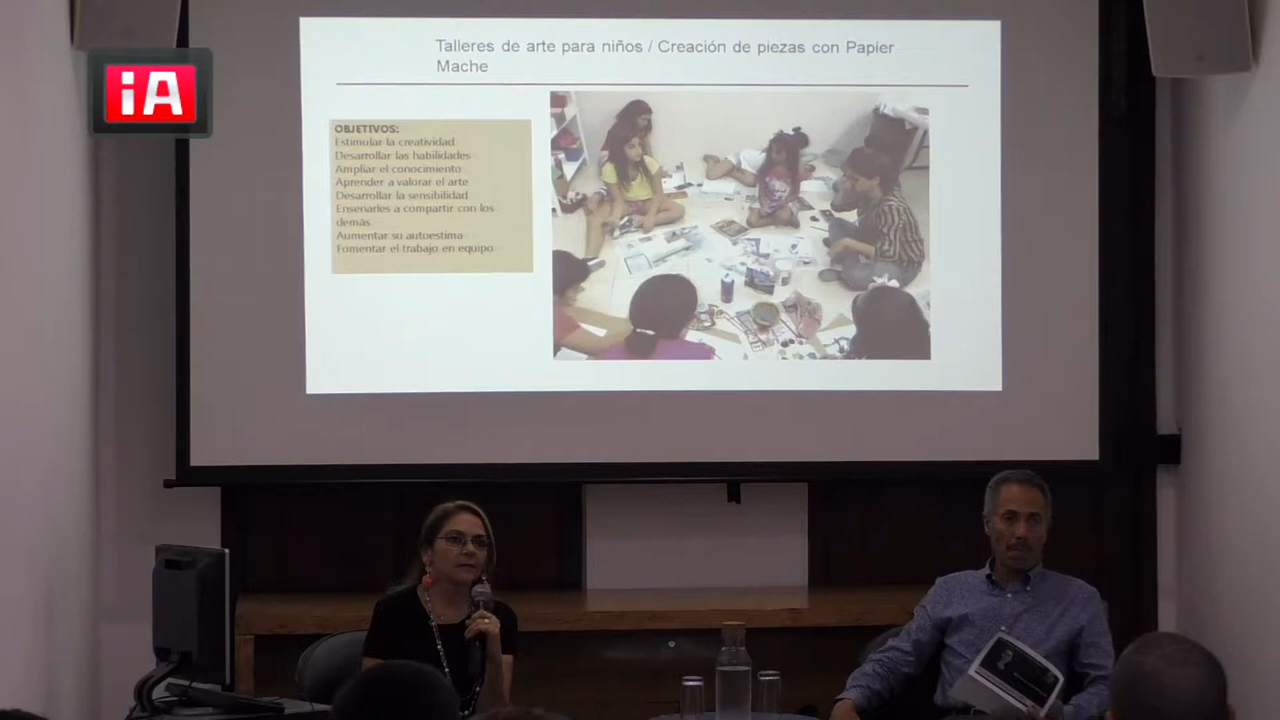 iA
Talleres de arte para niños / Creación de piezas con Papier
Mache
OBJETIVOS:
Estimular la creatividad
Desarrollar las habilidades
Ampliar el conocimiento
Aprender a valorar el arte
Desarrollar la sensibilidad
Ensenarles a compartir con los
demás
Aumentar su autoestima
Fomentar el trabajo en equipo